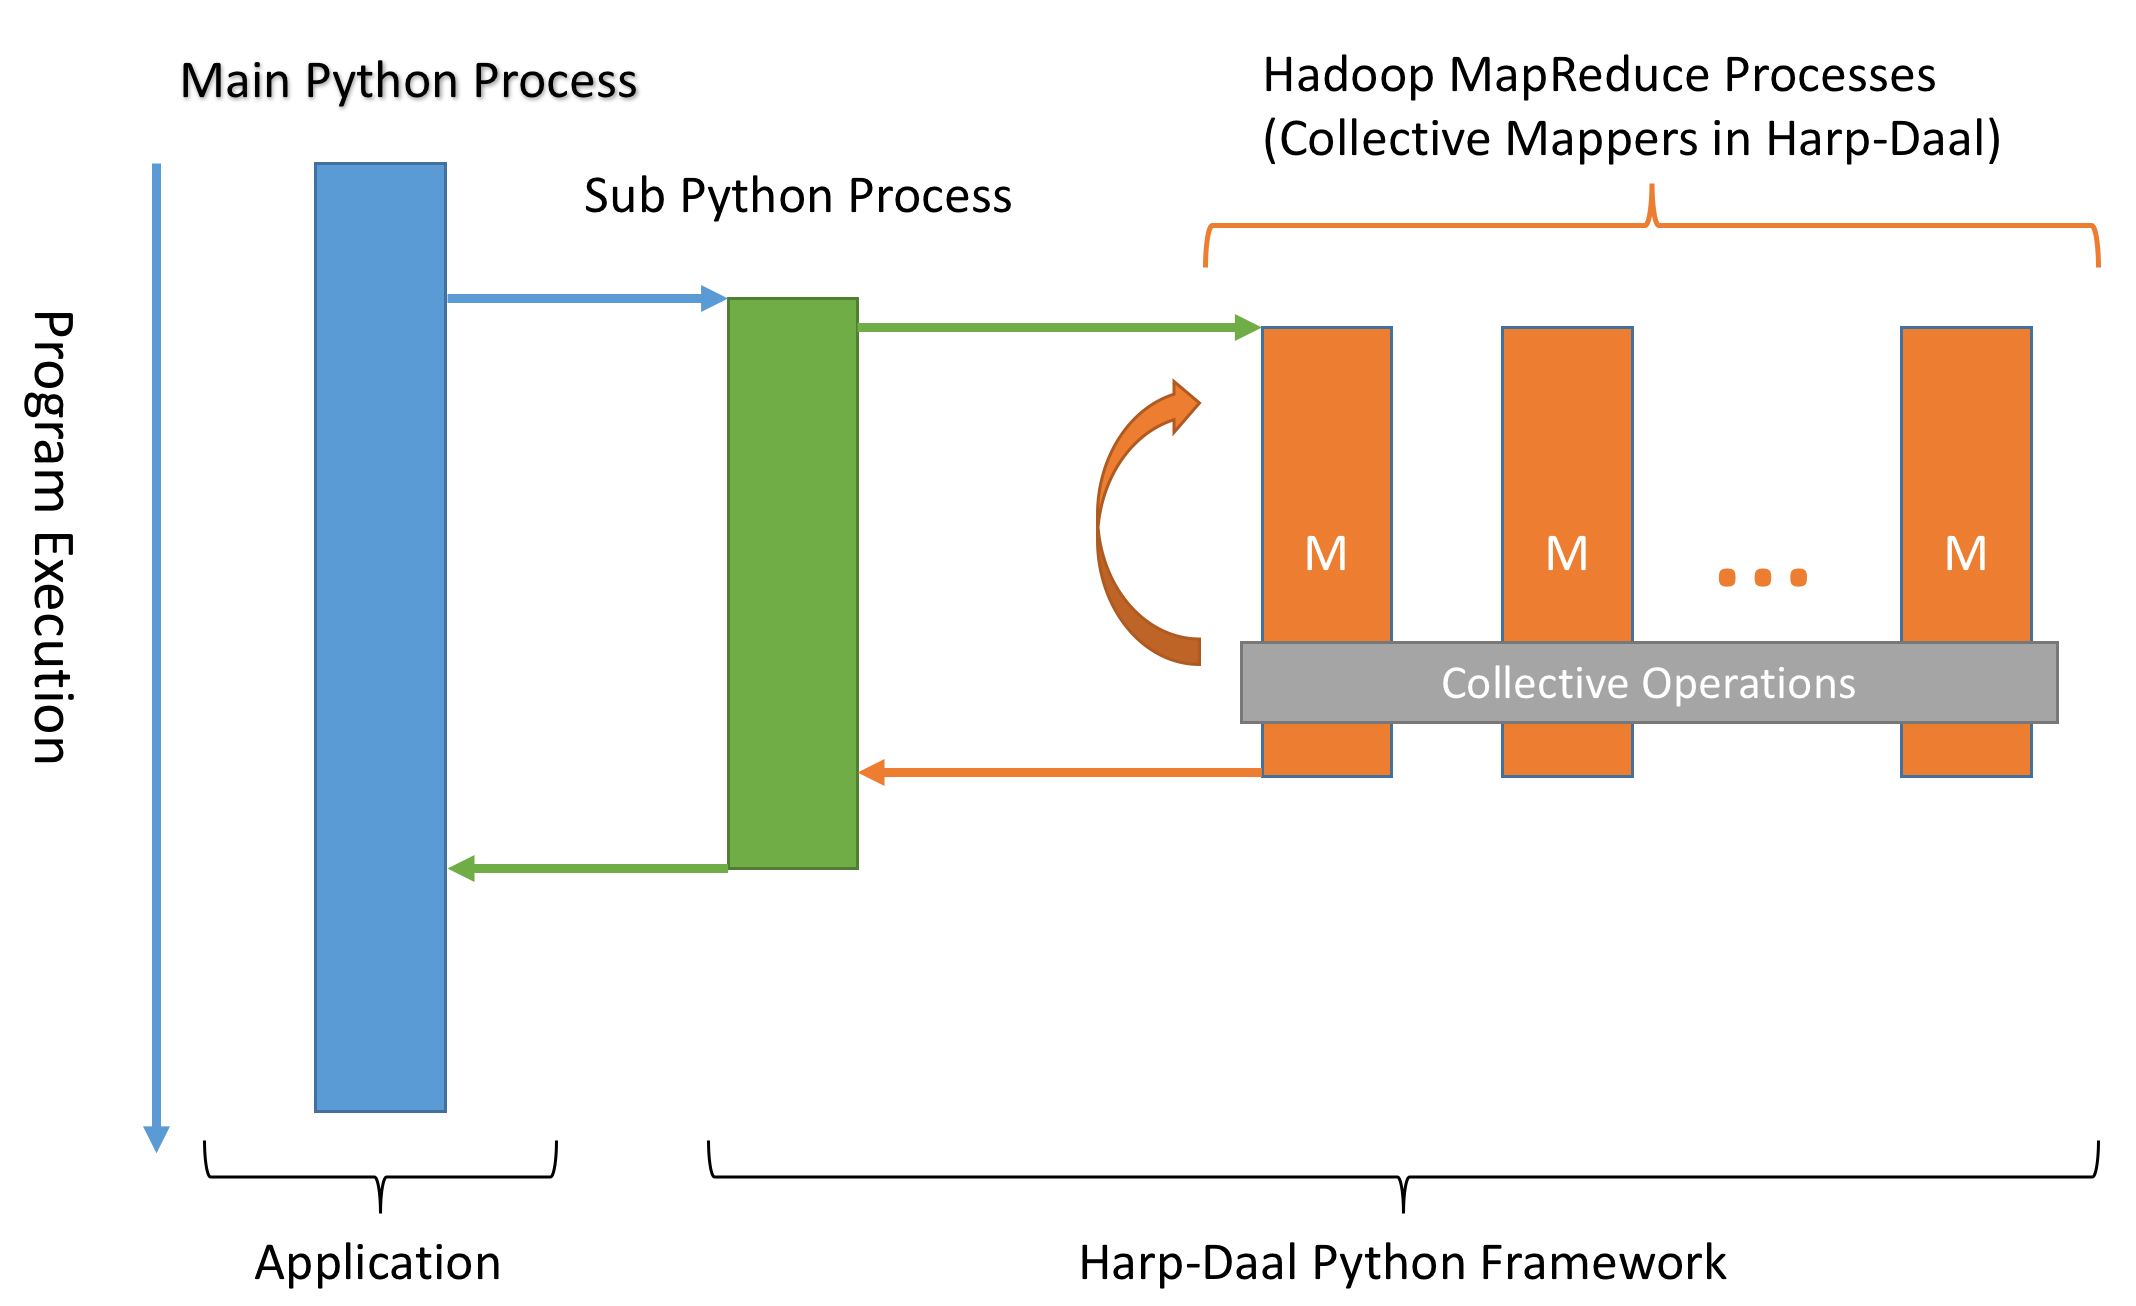 Main Python Process
Hadoop MapReduce Processes
(Collective Mappers in Harp-Daal)
Sub Python Process
Program Execution
M
M
...
M
Collective Operations
Application
Harp-Daal Python Framework